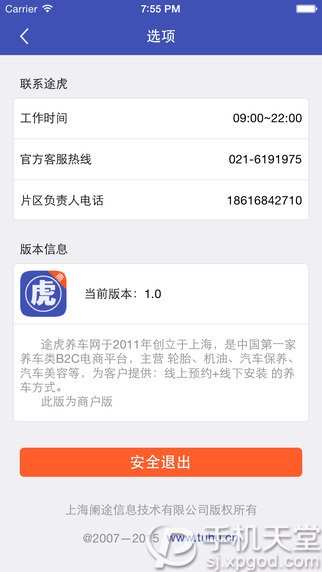 Carrier 7:55 PM
选项
联系途虎
工作时间 09:00~22:00
官方客服热线 021-6191975
片区负责人电话 18616842710
版本信息
商
虎
当前版本：1.0
途虎养车网于2011年创立于上海，是中国第一家
养车类B2C电商平台，主营 轮胎、机油、汽车保养、
汽车美容等，为客户提供：线上预约+线下安装 的养
车方式。
此版为商户版
安全退出
上海阑途信息技术有限公司版权所有
@2007—2015 www.tuhu.cn
手机天堂
sj.xpgod.com